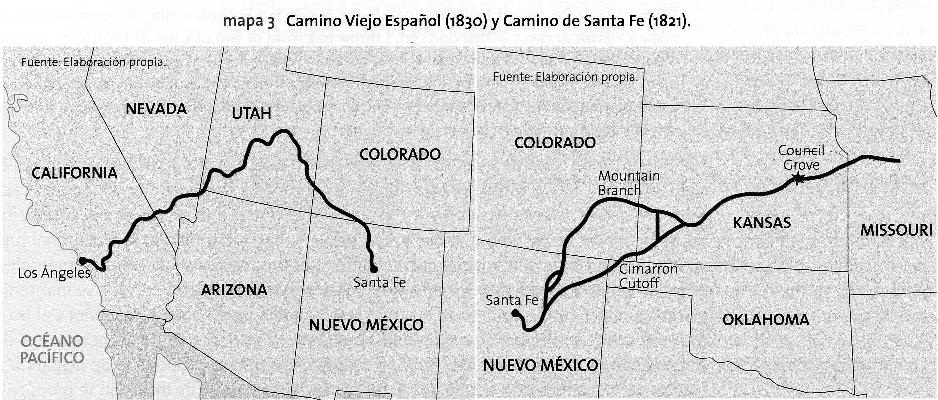 mapa 3 Camino Viejo Español (1830) y Camino de Santa Fe (1821).
Fuente: Elaboración propia.
NEVADA
UTAH
COLORADO
CALIFORNIA
Los Ángeles
ARIZONA
Santa Fe
NUEVO MÉXICO
OCÉANO
PACÍFICO
Fuente: Elaboración propia.
COLORADO
Council
Grove
Mountain
Branch
KANSAS
MISSOURI
Cimarron
Cutoff
Santa Fe
OKLAHOMA
NUEVO MÉXICO